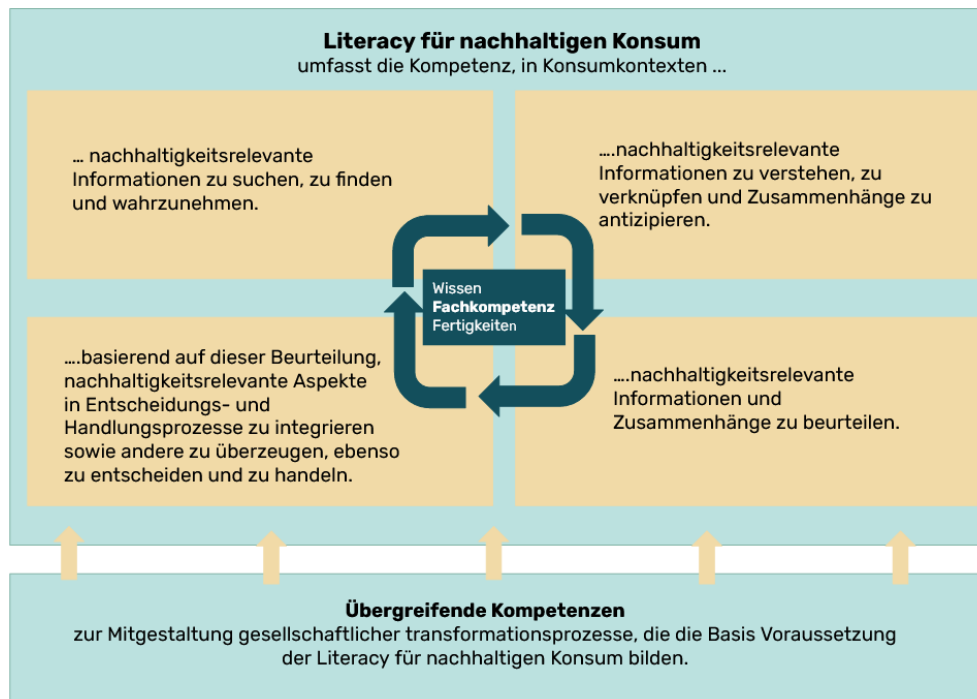 Literacy für nachhaltigen Konsum
umfasst die Kompetenz, in Konsumkontexten ...
... nachhaltigkeitsrelevante
Informationen zu suchen, zu finden
und wahrzunehmen.
....nachhaltigkeitsrelevante
Informationen zu verstehen, zu
verknüpfen und Zusammenhänge zu
antizipieren.
Wissen
Fachkompetenz
Fertigkeiten
....basierend auf dieser Beurteilung,
nachhaltigkeitsrelevante Aspekte
in Entscheidungs- und
Handlungsprozesse zu integrieren
sowie andere zu überzeugen, ebenso
zu entscheiden und zu handeln.
....nachhaltigkeitsrelevante
Informationen und
Zusammenhänge zu beurteilen.
Übergreifende Kompetenzen
zur Mitgestaltung gesellschaftlicher transformationsprozesse, die die Basis Voraussetzung
der Literacy für nachhaltigen Konsum bilden.